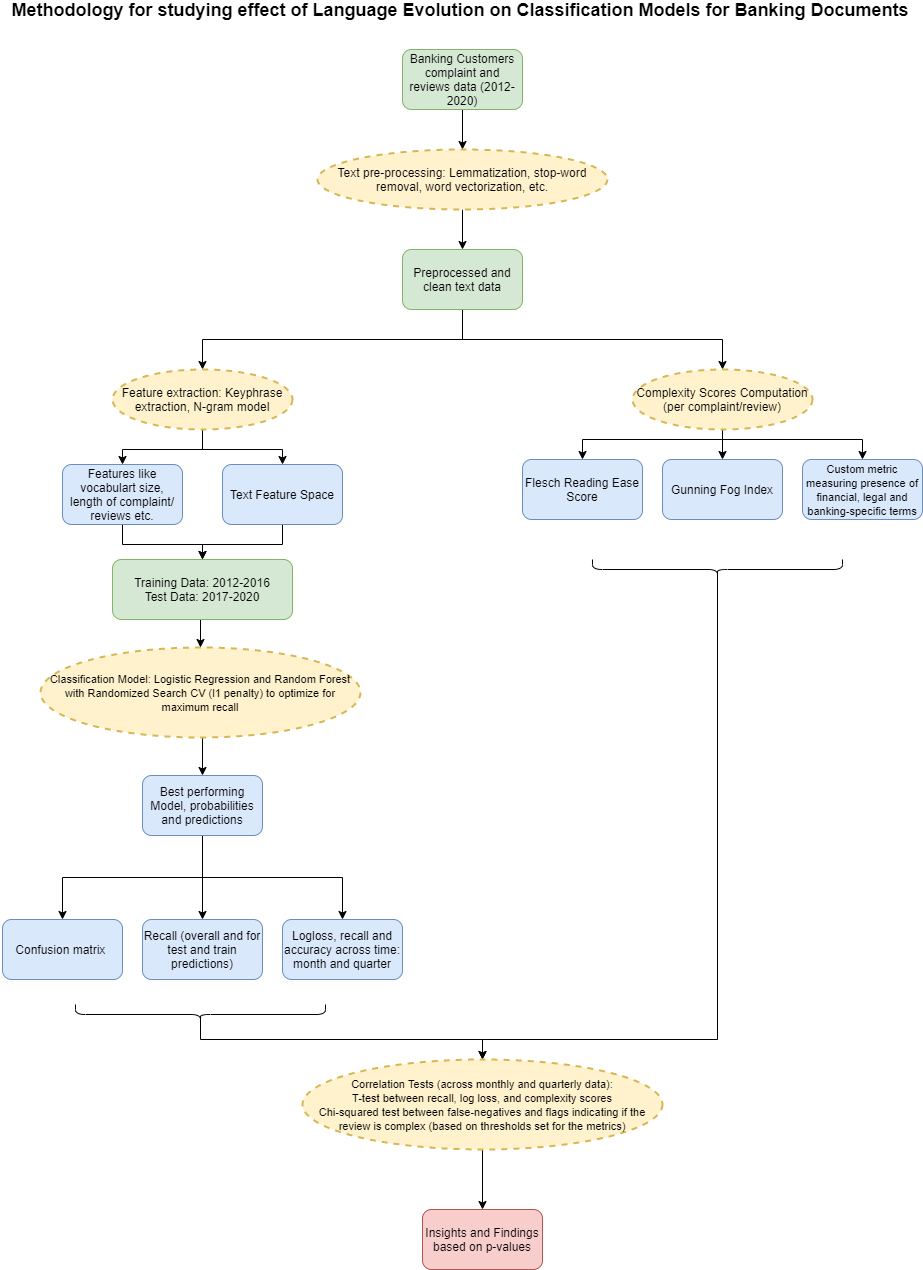 Methodology for studying effect of Language Evolution on Classification Models for Banking Documents
Banking Customers
complaint and
reviews data (2012-
2020)
Text pre-processing: Lemmatization, stop-word
removal, word vectorization, etc.
Preprocessed and
clean text data
Feature extraction: Keyphrase
extraction, N-gram model
Complexity Scores Computation
(per complaint/review)
Features like
vocabulart size,
length of complaint/
reviews etc.
Text Feature Space
Flesch Reading Ease
Score
Gunning Fog Index
Custom metric
measuring presence of
financial, legal and
banking-specific terms
Training Data: 2012-2016
Test Data: 2017-2020
Classification Model: Logistic Regression and Random Forest
with Randomized Search CV (l1 penalty) to optimize for
maximum recall
Best performing
Model, probabilities
and predictions
Confusion matrix
Recall (overall and for
test and train
predictions)
Logloss, recall and
accuracy across time:
month and quarter
Correlation Tests (across monthly and quarterly data):
T-test between recall, log loss, and complexity scores
Chi-squared test between false-negatives and flags indicating if the
review is complex (based on thresholds set for the metrics)
Insights and Findings
based on p-values